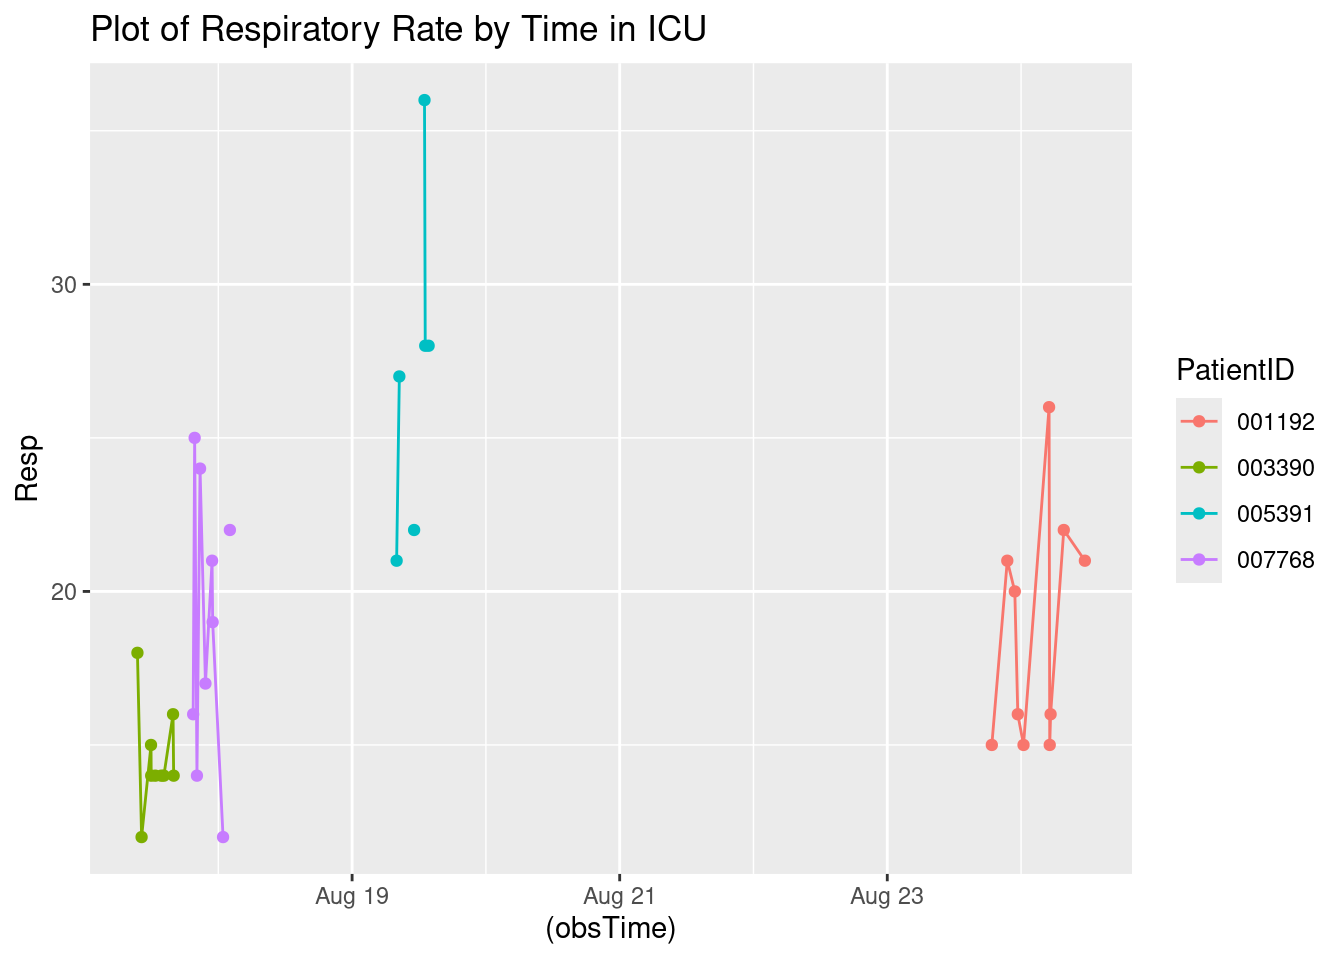 Plot of Respiratory Rate by Time in ICU
Resp
30
20
Aug 19
Aug 21
Aug 23
(obsTime)
PatientID
001192
003390
005391
007768